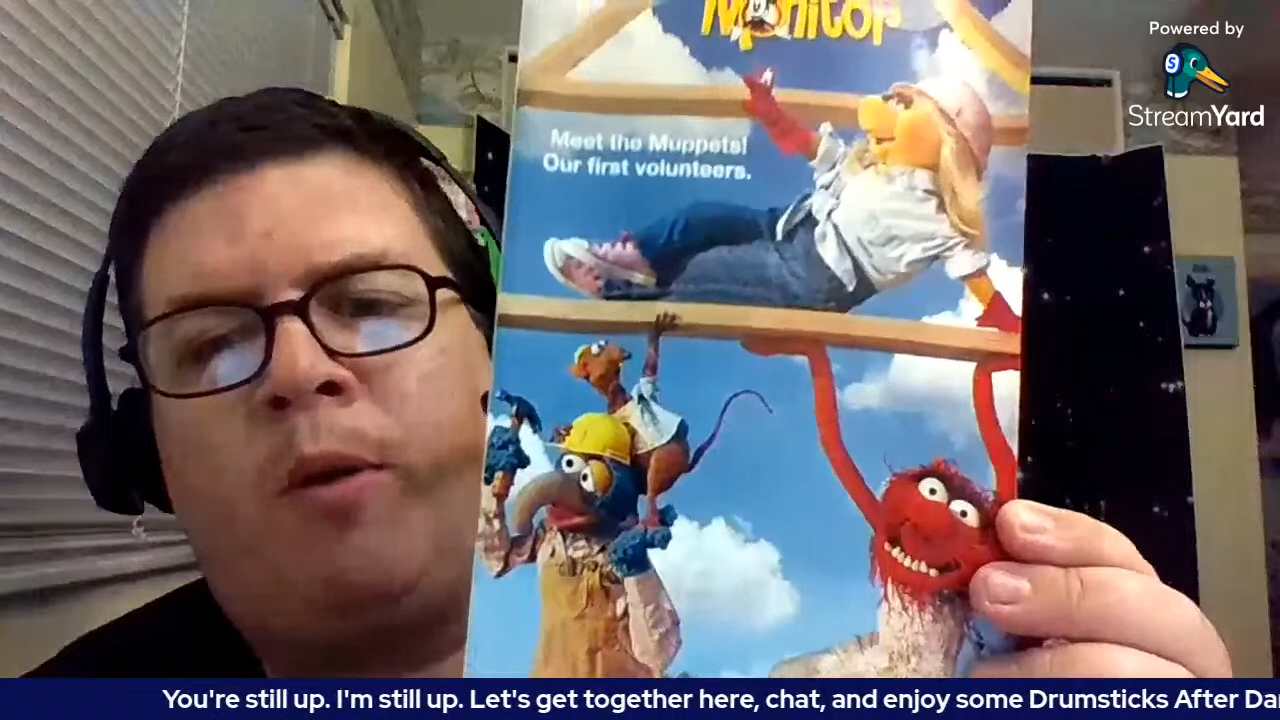 Monitor
Meet the Muppets!
Our first volunteers.
Powered by
S
StreamYard
You're still up. I'm still up. Let's get together here, chat, and enjoy some Drumsticks After Da